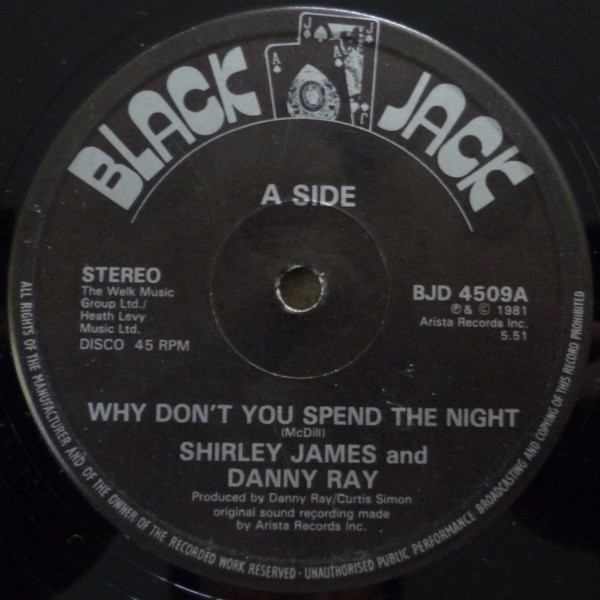 BLACK JACK
J J
A A
J
A SIDE
STEREO
The Welk Music
Group Ltd./
Heath Levy
Music Ltd.
DISCO 45 RPM
BJD 4509A
℗ & © 1981
Arista Records Inc.
5.51
WHY DON'T YOU SPEND THE NIGHT
(McDill)
SHIRLEY JAMES and
DANNY RAY
Produced by Danny Ray/Curtis Simon
original sound recording made
by Arista Records Inc.
ALL RIGHTS OF THE MANUFACTURER AND OF THE OWNER OF THE RECORDED WORK RESERVED · UNAUTHORISED PUBLIC PERFORMANCE BROADCASTING AND COPYING OF THIS RECORD PROHIBITED